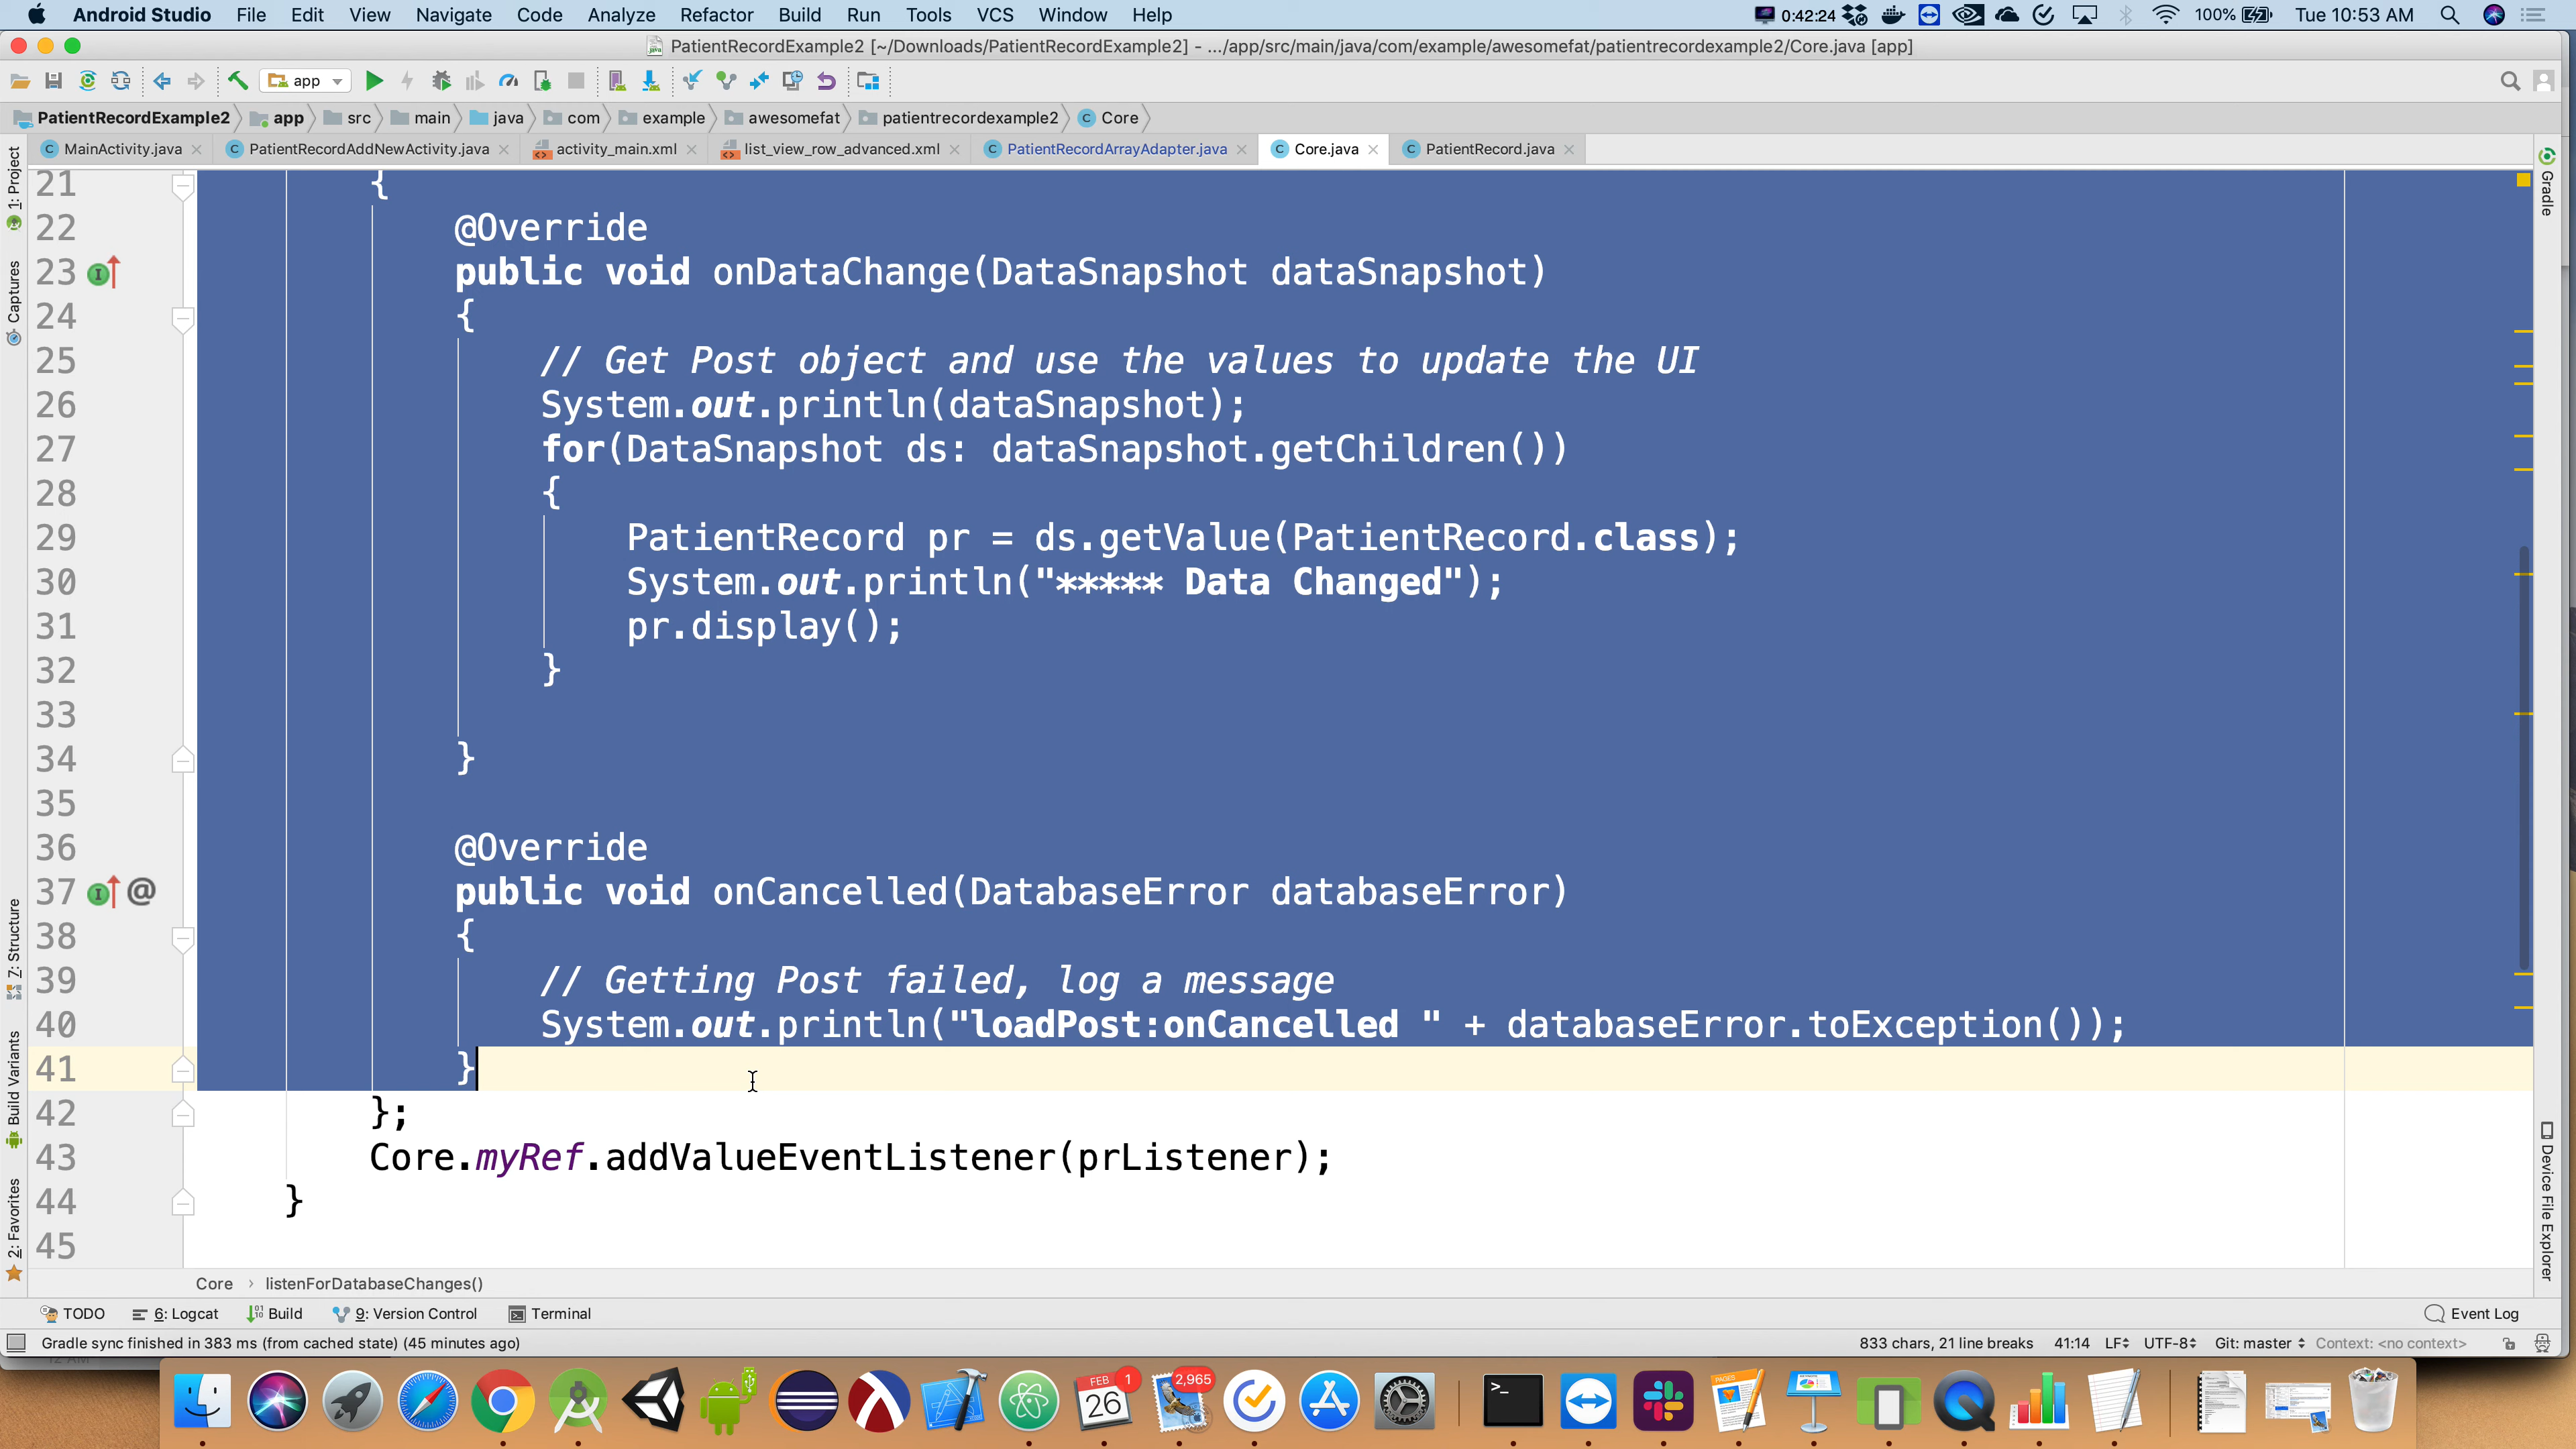 Android Studio File Edit View Navigate Code Analyze Refactor Build Run Tools VCS Window Help 0:42:24 100% Tue 10:53 AM
PatientRecordExample2 [~/Downloads/PatientRecordExample2] - .../app/src/main/java/com/example/awesomefat/patientrecordexample2/Core.java [app]
app
PatientRecordExample2 app src main java com example awesomefat patientrecordexample2 Core
MainActivity.java PatientRecordAddNewActivity.java activity_main.xml list_view_row_advanced.xml PatientRecordArrayAdapter.java Core.java PatientRecord.java
1: Project
Captures
7: Structure
Build Variants
2: Favorites
21 {
22 @Override
23 public void onDataChange(DataSnapshot dataSnapshot)
24 {
25 // Get Post object and use the values to update the UI
26 System.out.println(dataSnapshot);
27 for(DataSnapshot ds: dataSnapshot.getChildren())
28 {
29 PatientRecord pr = ds.getValue(PatientRecord.class);
30 System.out.println("***** Data Changed");
31 pr.display();
32 }
33
34 }
35
36 @Override
37 @ public void onCancelled(DatabaseError databaseError)
38 {
39 // Getting Post failed, log a message
40 System.out.println("loadPost:onCancelled " + databaseError.toException());
41 }
42 };
43 Core.myRef.addValueEventListener(prListener);
44 }
45
Gradle
Device File Explorer
Core › listenForDatabaseChanges()
TODO 6: Logcat Build 9: Version Control Terminal Event Log
Gradle sync finished in 383 ms (from cached state) (45 minutes ago) 833 chars, 21 line breaks 41:14 LF UTF-8 Git: master Context: <no context>
12 AM
FEB 1 2,965
26
PAGES